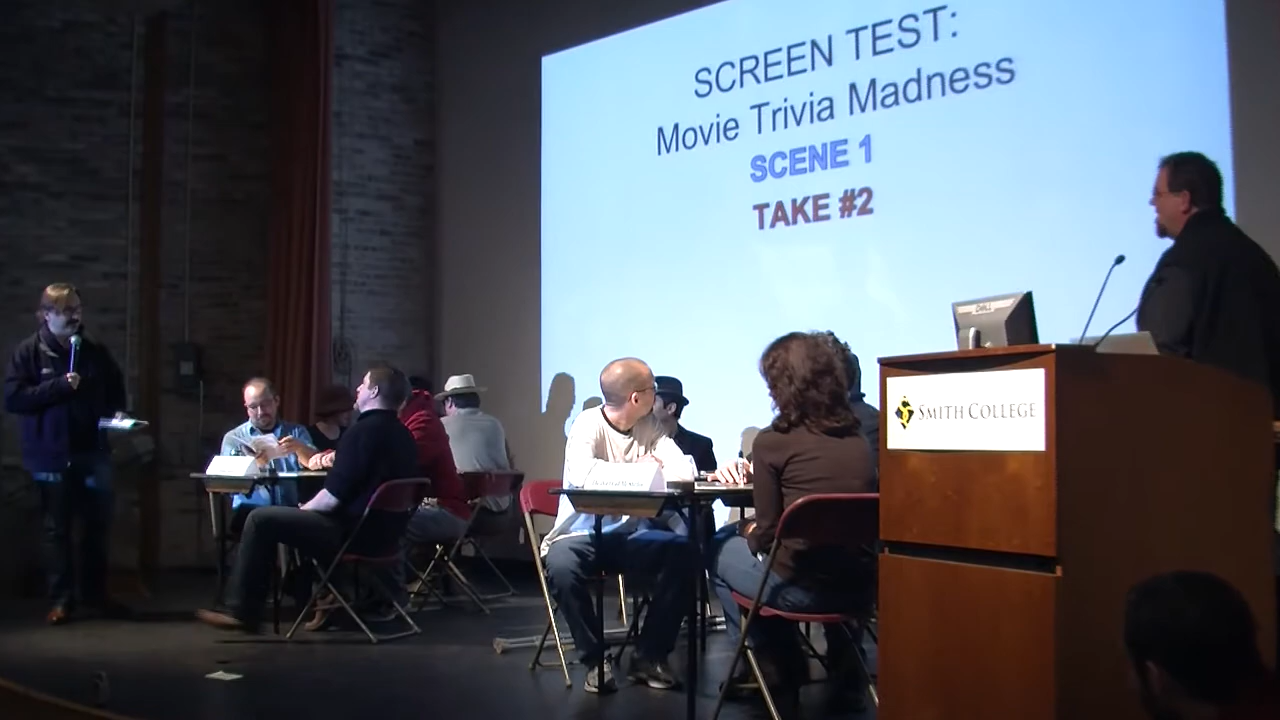 SCREEN TEST:
Movie Trivia Madness
SCENE 1
TAKE #2
DELL
SMITH COLLEGE